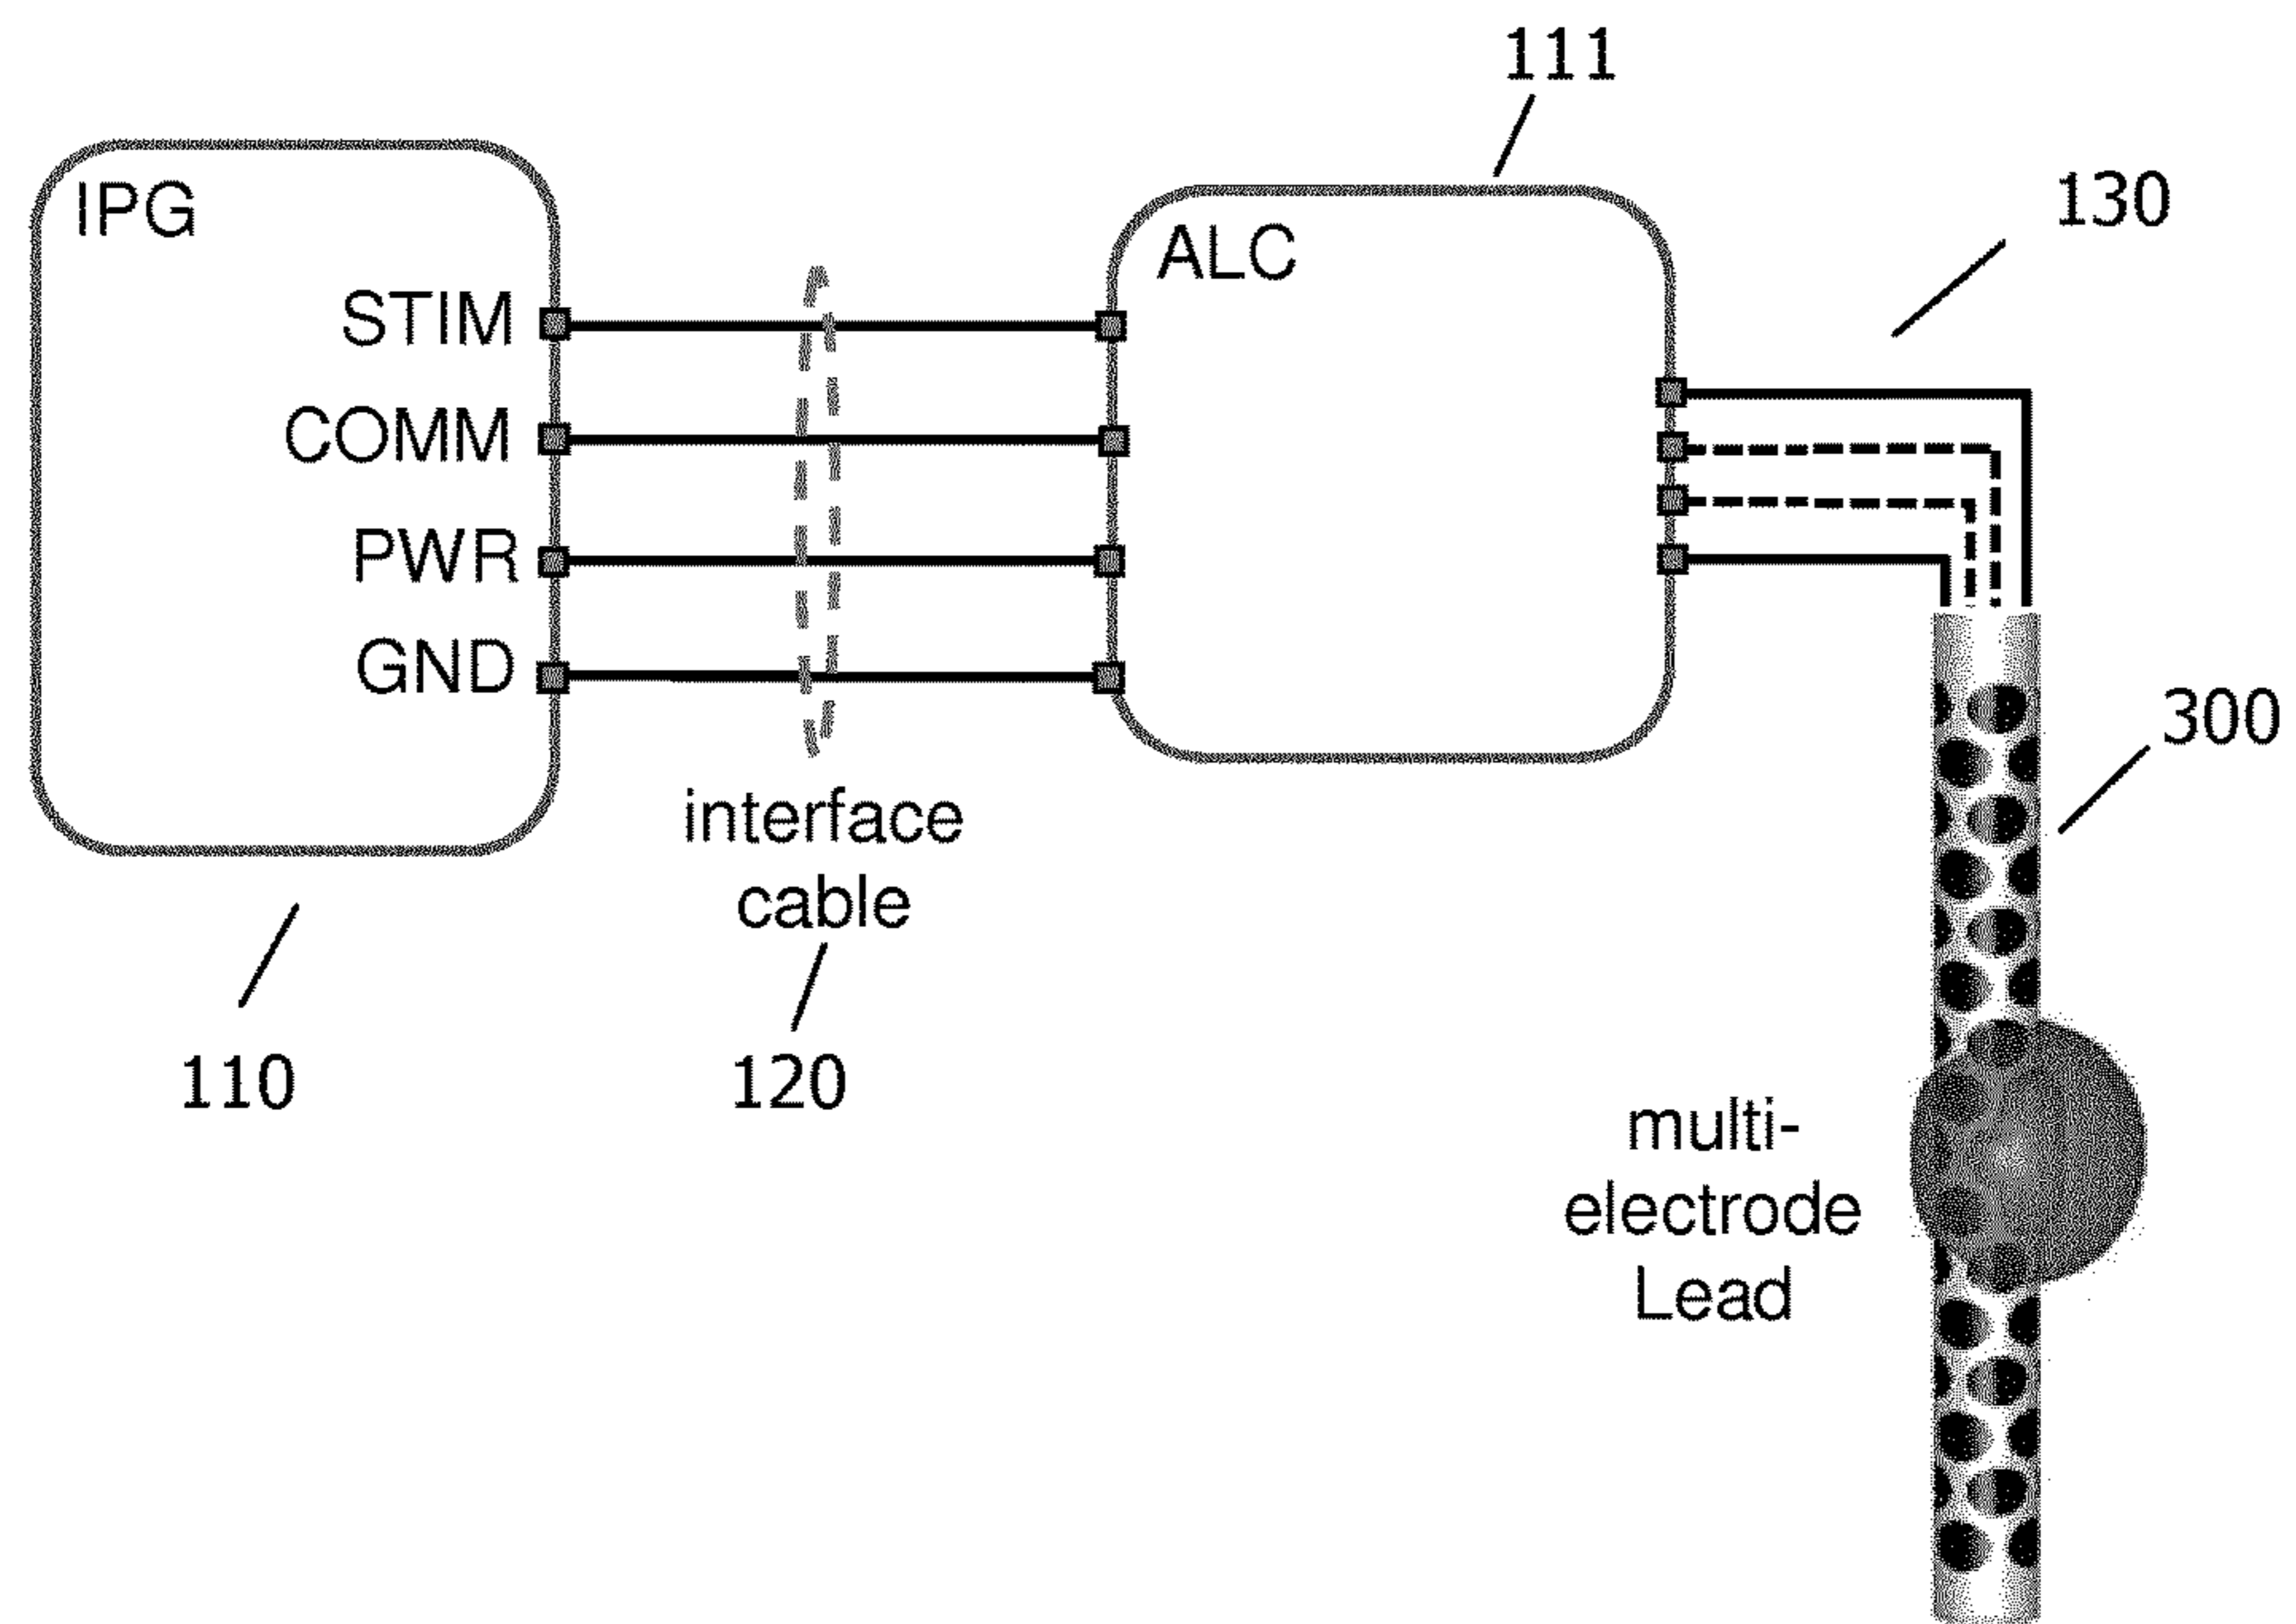 111
IPG
130
ALC
STIM
COMM
PWR
GND
300
interface
cable
110
120
multi-
electrode
Lead